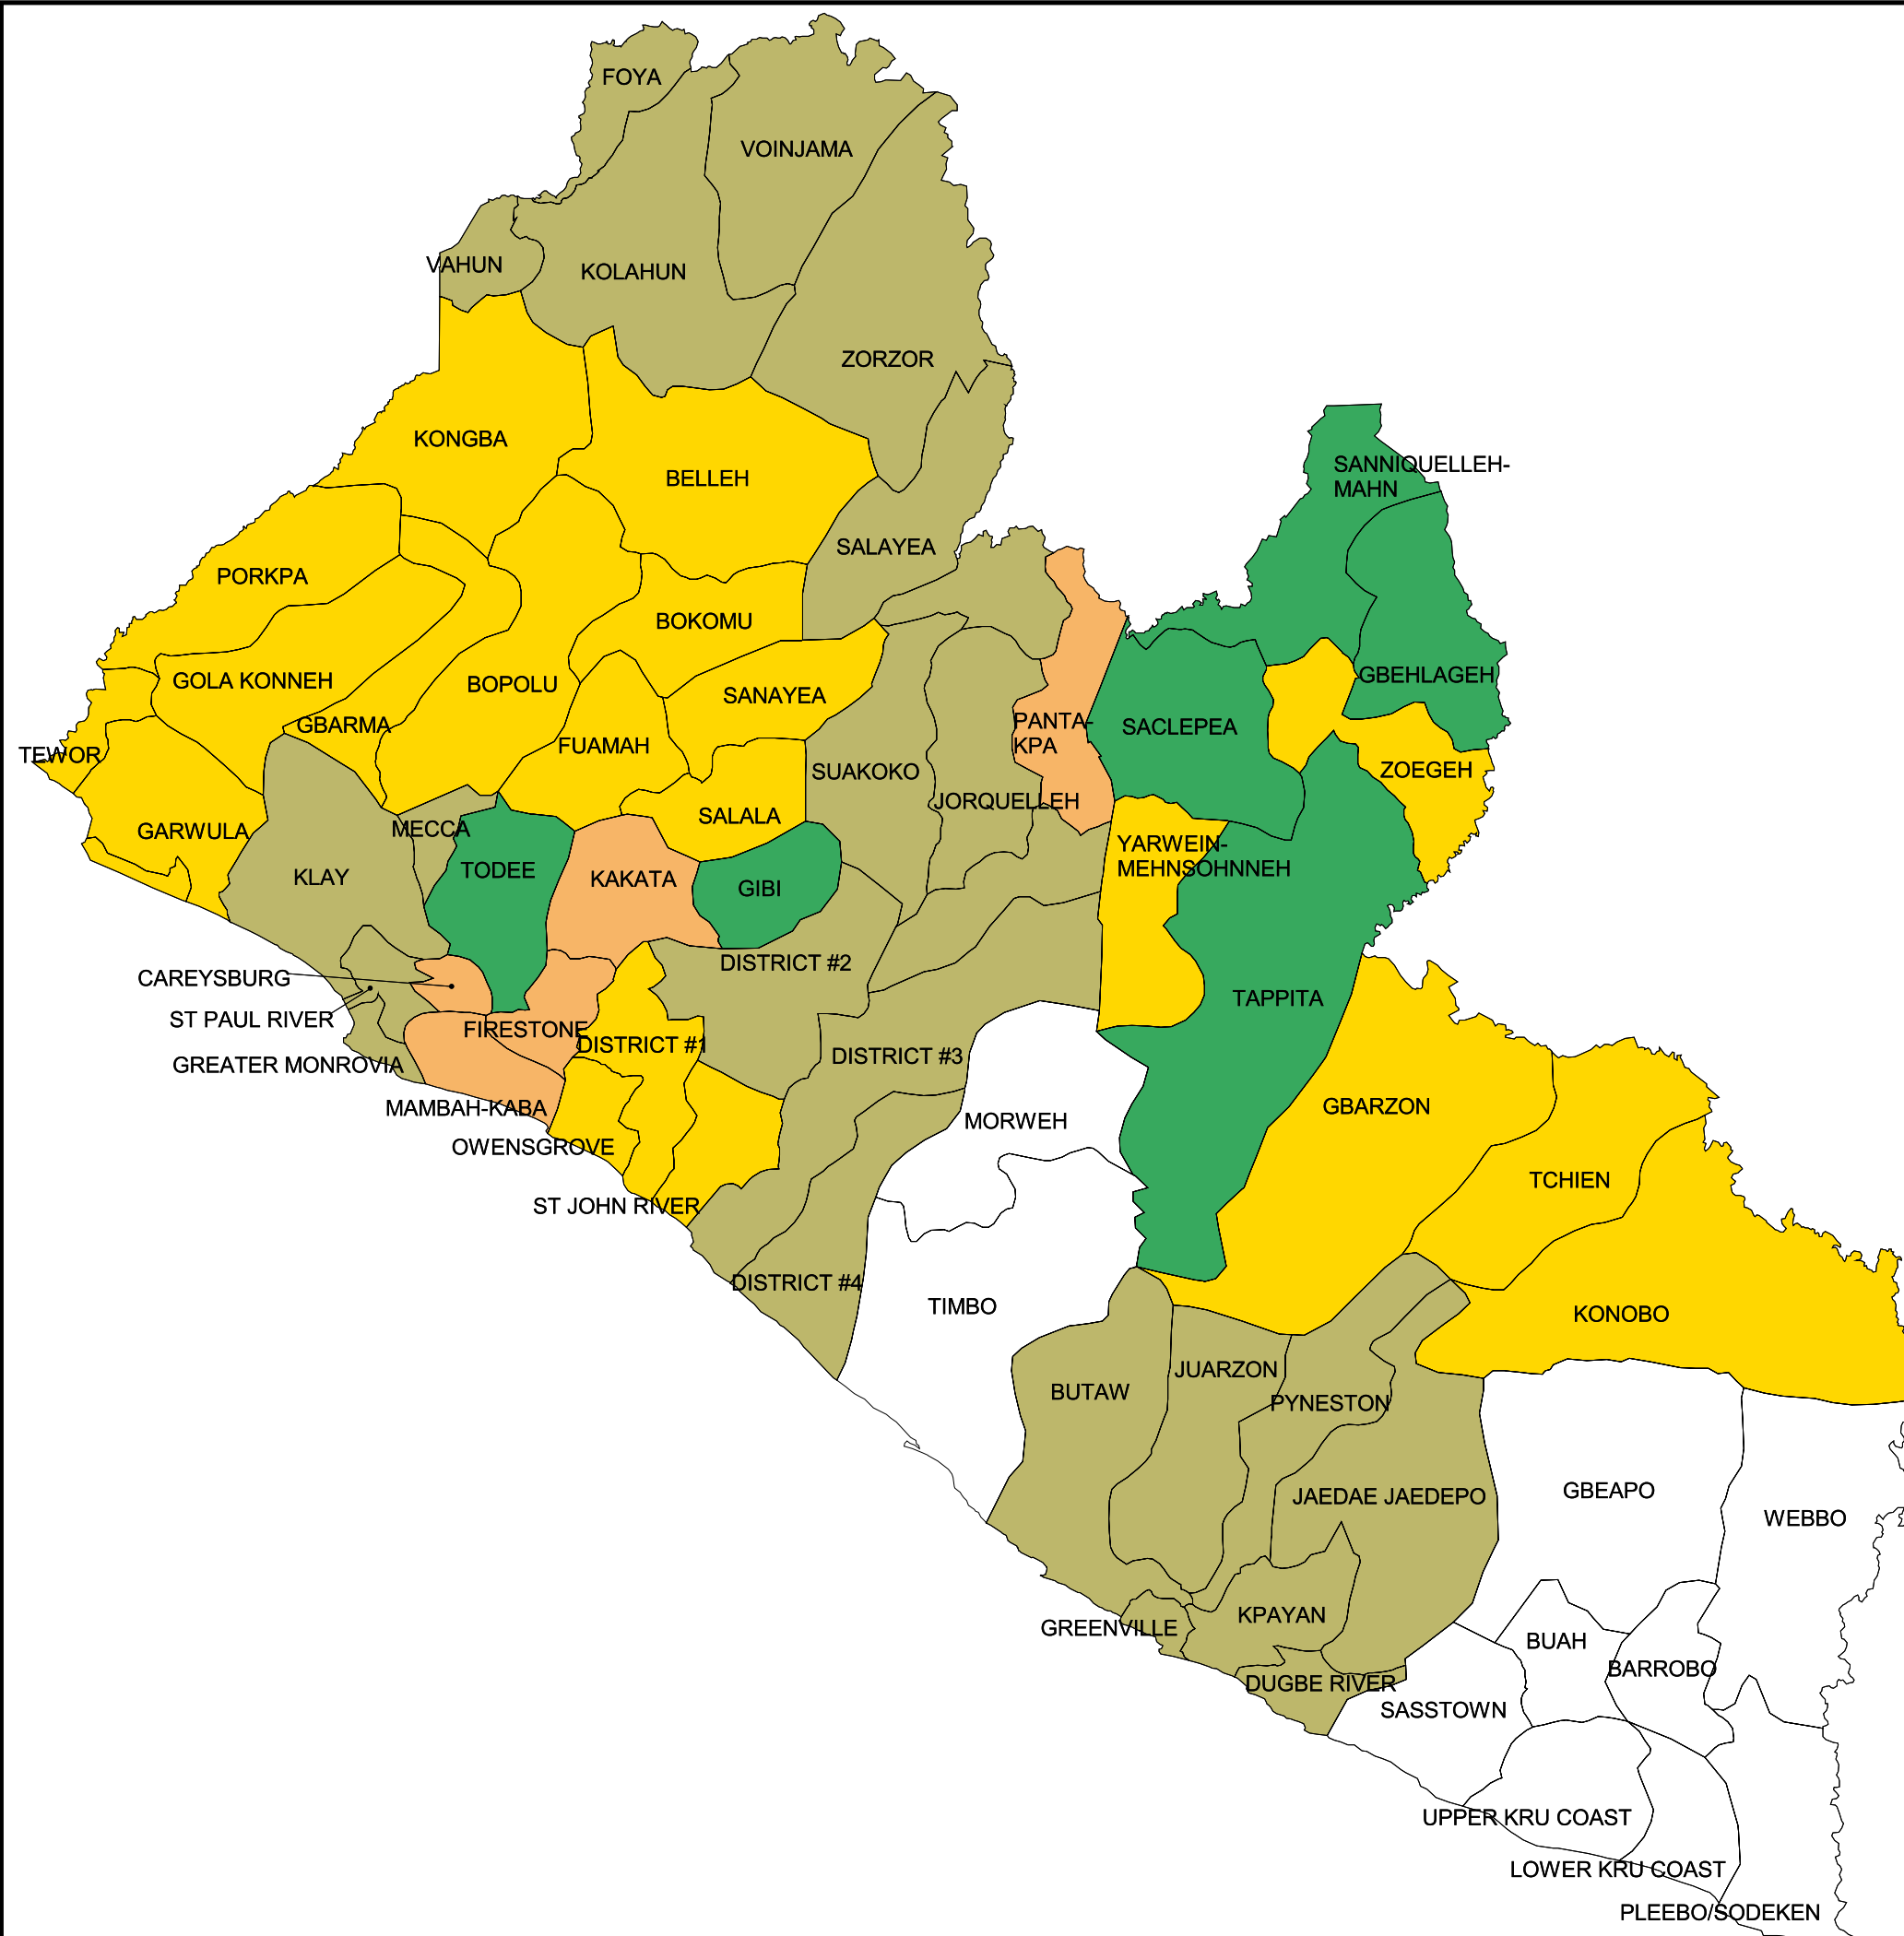 FOYA
VOINJAMA
VAHUN
KOLAHUN
ZORZOR
KONGBA
BELLEH
SANNIQUELLEH-
MAHN
SALAYEA
PORKPA
BOKOMU
GOLA KONNEH
BOPOLU
SANAYEA
GBEHLAGEH
GBARMA
PANTA-
KPA
SACLEPEA
TEWOR
FUAMAH
SUAKOKO
ZOEGEH
JORQUELLEH
SALALA
GARWULA
MECCA
YARWEIN-
MEHNSOHNNEH
KLAY
TODEE
KAKATA
GIBI
DISTRICT #2
CAREYSBURG
TAPPITA
ST PAUL RIVER
FIRESTONE
DISTRICT #1
DISTRICT #3
GREATER MONROVIA
MAMBAH-KABA
GBARZON
MORWEH
OWENSGROVE
TCHIEN
ST JOHN RIVER
DISTRICT #4
TIMBO
KONOBO
JUARZON
BUTAW
PYNESTON
GBEAPO
JAEDAE JAEDEPO
WEBBO
KPAYAN
GREENVILLE
BUAH
BARROBO
DUGBE RIVER
SASSTOWN
UPPER KRU COAST
LOWER KRU COAST
PLEEBO/SODEKEN